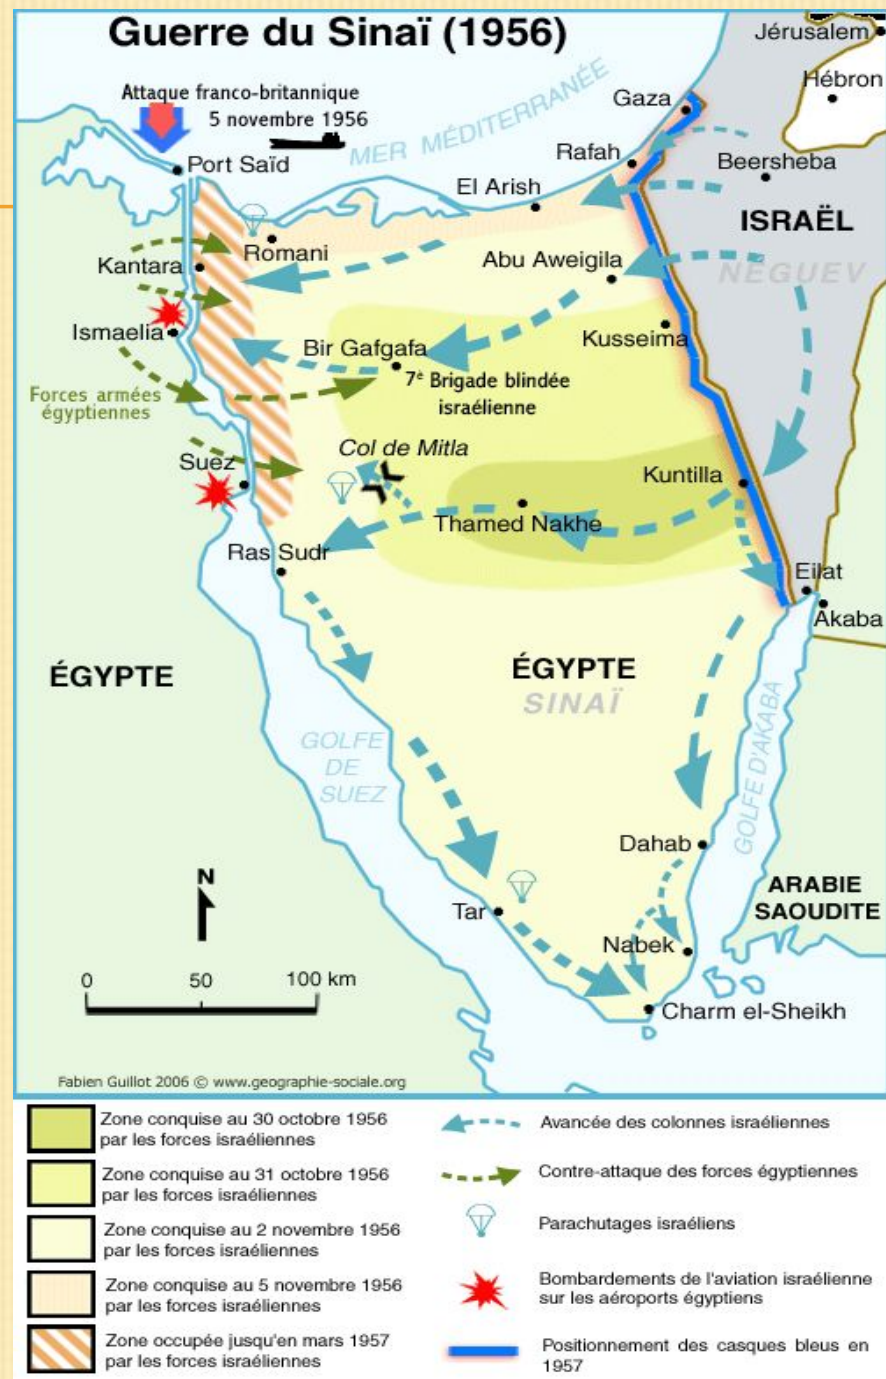 Guerre du Sinaï (1956)
Jérusalem
Attaque franco-britannique
5 novembre 1956
MER MÉDITERRANÉE
Hébron
Gaza
Rafah
Beersheba
Port Saïd
El Arish
ISRAËL
Romani
Abu Aweigila
NÉGUEV
Kantara
Ismaelia
Bir Gafgafa
Kusseima
7è Brigade blindée
israélienne
Forces armées
égyptiennes
Col de Mitla
Suez
Kuntilla
Thamed Nakhe
Ras Sudr
Eilat
Akaba
ÉGYPTE
ÉGYPTE
SINAÏ
GOLFE
DE
SUEZ
GOLFE D'AKABA
Dahab
ARABIE
SAOUDITE
N
Tar
Nabek
0 50 100 km
Charm el-Sheikh
Fabien Guillot 2006 © www.geographie-sociale.org
Zone conquise au 30 octobre 1956
par les forces israéliennes
Zone conquise au 31 octobre 1956
par les forces israéliennes
Zone conquise au 2 novembre 1956
par les forces israéliennes
Zone conquise au 5 novembre 1956
par les forces israéliennes
Zone occupée jusqu'en mars 1957
par les forces israéliennes
Avancée des colonnes israéliennes
Contre-attaque des forces égyptiennes
Parachutages israéliens
Bombardements de l'aviation israélienne
sur les aéroports égyptiens
Positionnement des casques bleus en
1957